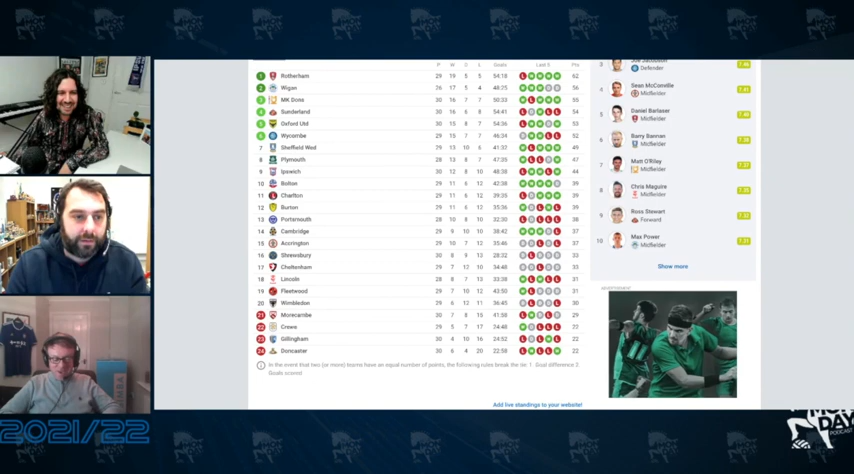 P W D L Goals Last 5 Pts
1 Rotherham 29 19 5 5 54:18 62
2 Wigan 26 17 5 4 48:25 56
3 MK Dons 30 16 7 7 50:33 55
4 Sunderland 30 16 6 8 54:41 54
5 Oxford Utd 30 15 8 7 54:36 53
6 Wycombe 29 15 7 7 46:34 52
7 Sheffield Wed 29 13 10 6 41:32 49
8 Plymouth 28 13 8 7 47:35 47
9 Ipswich 30 12 8 10 48:38 44
10 Bolton 29 11 6 12 42:38 39
11 Charlton 29 11 6 12 39:35 39
12 Burton 29 11 6 12 35:36 39
13 Portsmouth 28 10 8 10 32:30 38
14 Cambridge 29 9 10 10 38:42 37
15 Accrington 29 10 7 12 35:46 37
16 Shrewsbury 30 8 9 13 28:32 33
17 Cheltenham 29 7 12 10 34:48 33
18 Lincoln 28 8 7 13 33:38 31
19 Fleetwood 29 7 10 12 43:50 31
20 Wimbledon 29 6 12 11 36:45 30
21 Morecambe 30 7 8 15 41:58 29
22 Crewe 29 5 7 17 24:48 22
23 Gillingham 30 4 10 16 24:52 22
24 Doncaster 30 6 4 20 22:58 22
In the event that two (or more) teams have an equal number of points, the following rules break the tie: 1. Goal difference 2.
Goals scored
Add live standings to your website!
3 Joe Jacobson
Defender
4 Sean McConville
Midfielder
5 Daniel Barlaser
Midfielder
6 Barry Bannan
Midfielder
7 Matt O'Riley
Midfielder
8 Chris Maguire
Midfielder
9 Ross Stewart
Forward
10 Max Power 7.21
Midfielder
Show more
ADVERTISEMENT
2021/22
DAY
PODCAST